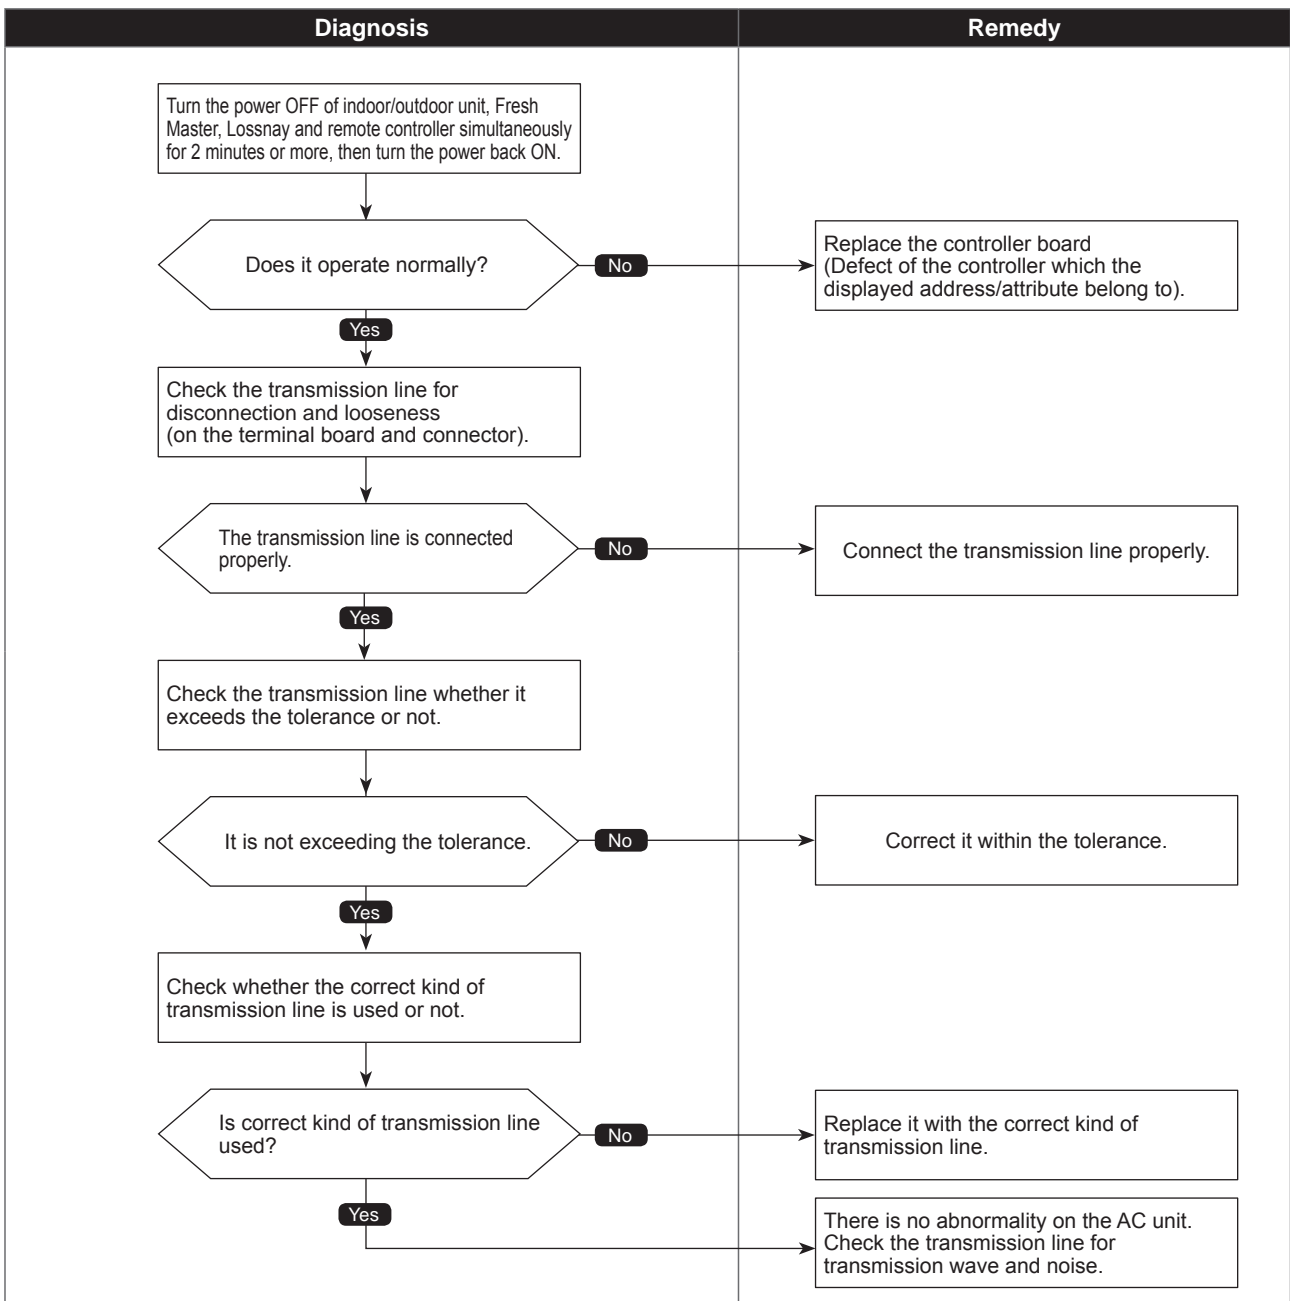 Diagnosis
Remedy
Turn the power OFF of indoor/outdoor unit, Fresh
Master, Lossnay and remote controller simultaneously
for 2 minutes or more, then turn the power back ON.
Does it operate normally?
No
Replace the controller board
(Defect of the controller which the
displayed address/attribute belong to).
Yes
Check the transmission line for
disconnection and looseness
(on the terminal board and connector).
The transmission line is connected
properly.
No
Connect the transmission line properly.
Yes
Check the transmission line whether it
exceeds the tolerance or not.
It is not exceeding the tolerance.
No
Correct it within the tolerance.
Yes
Check whether the correct kind of
transmission line is used or not.
Is correct kind of transmission line
used?
No
Replace it with the correct kind of
transmission line.
Yes
There is no abnormality on the AC unit.
Check the transmission line for
transmission wave and noise.